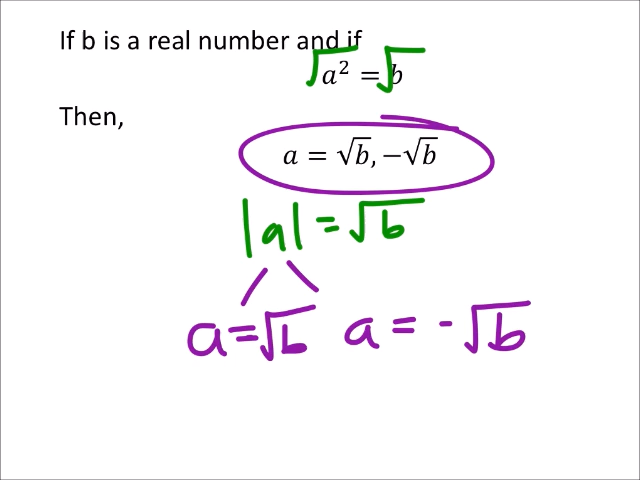 If b is a real number and if
√a² = √b
Then,
a = √b, −√b
|a| = √b
a = √b a = -√b